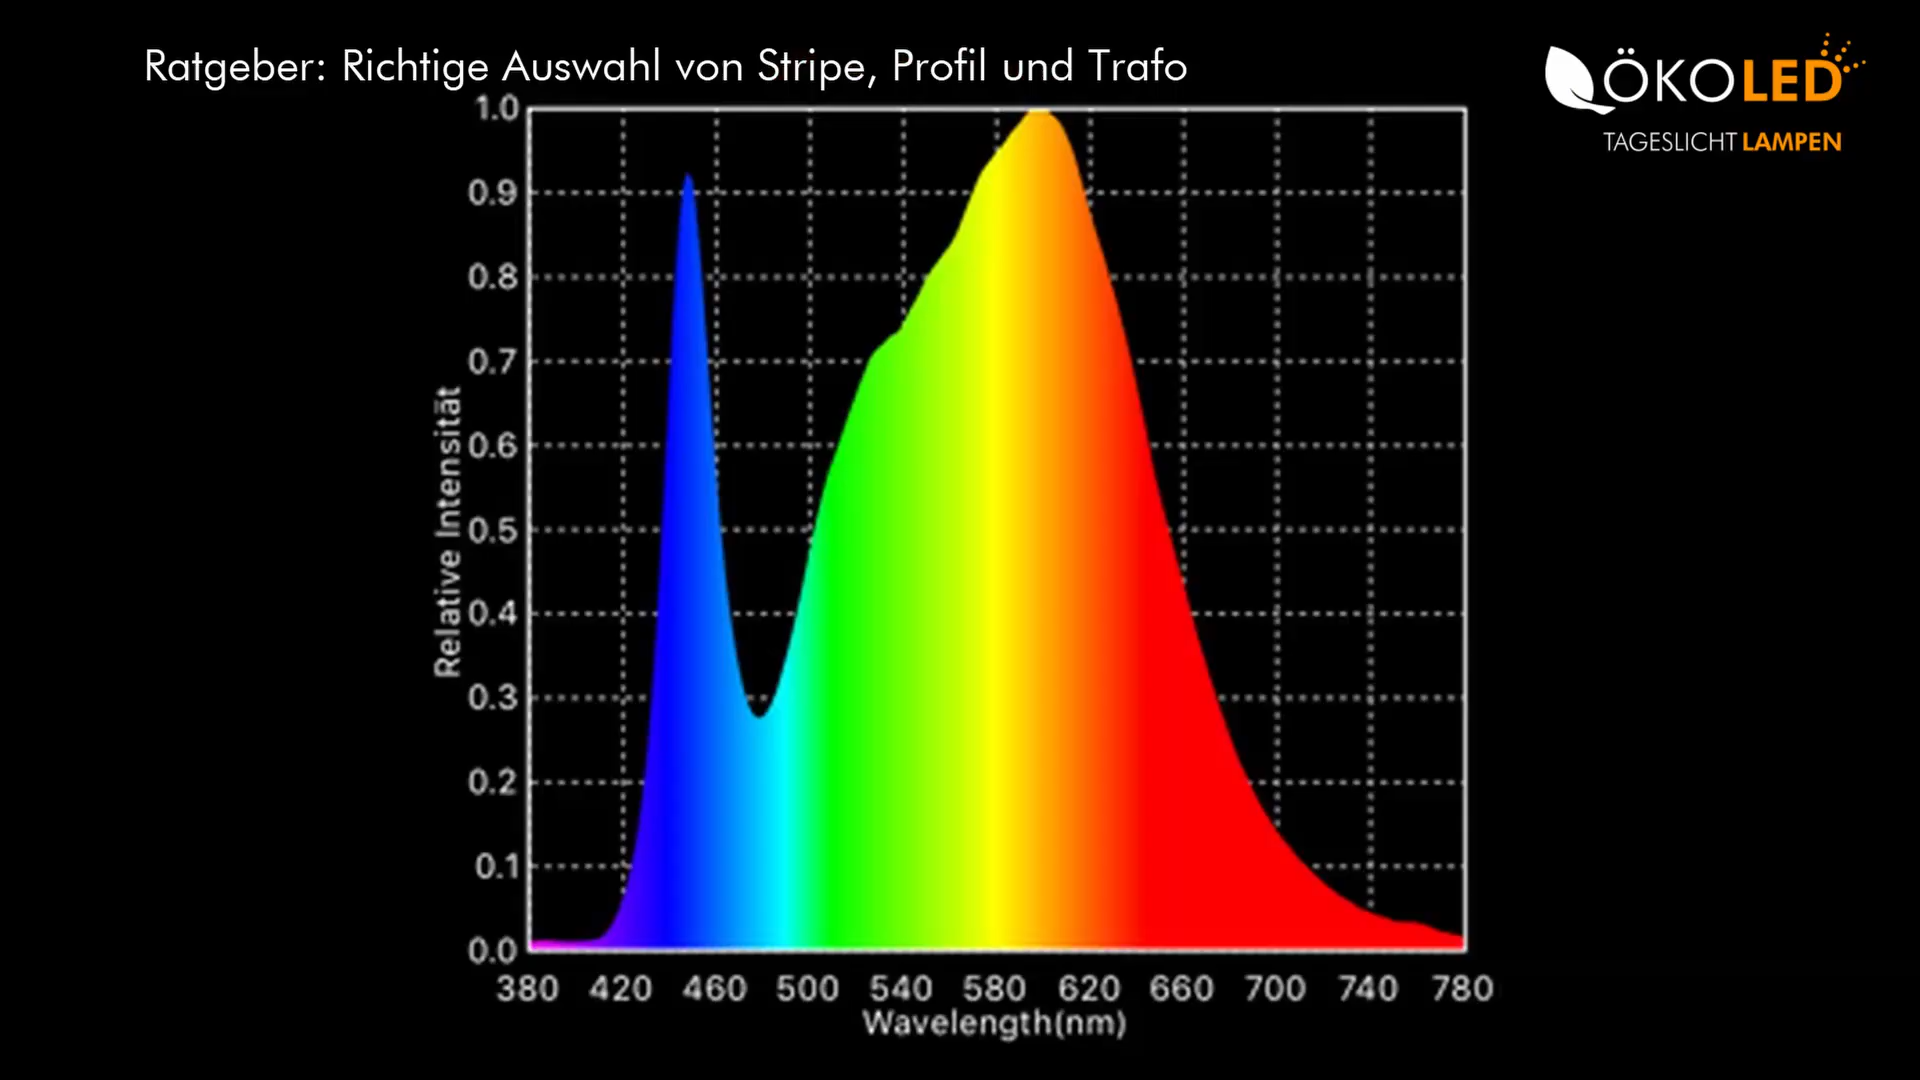 Ratgeber: Richtige Auswahl von Stripe, Profil und Trafo
ÖKOLED
TAGESLICHTLAMPEN
Relative Intensität
1.0
0.9
0.8
0.7
0.6
0.5
0.4
0.3
0.2
0.1
0.0
380 420 460 500 540 580 620 660 700 740 780
Wavelength(nm)